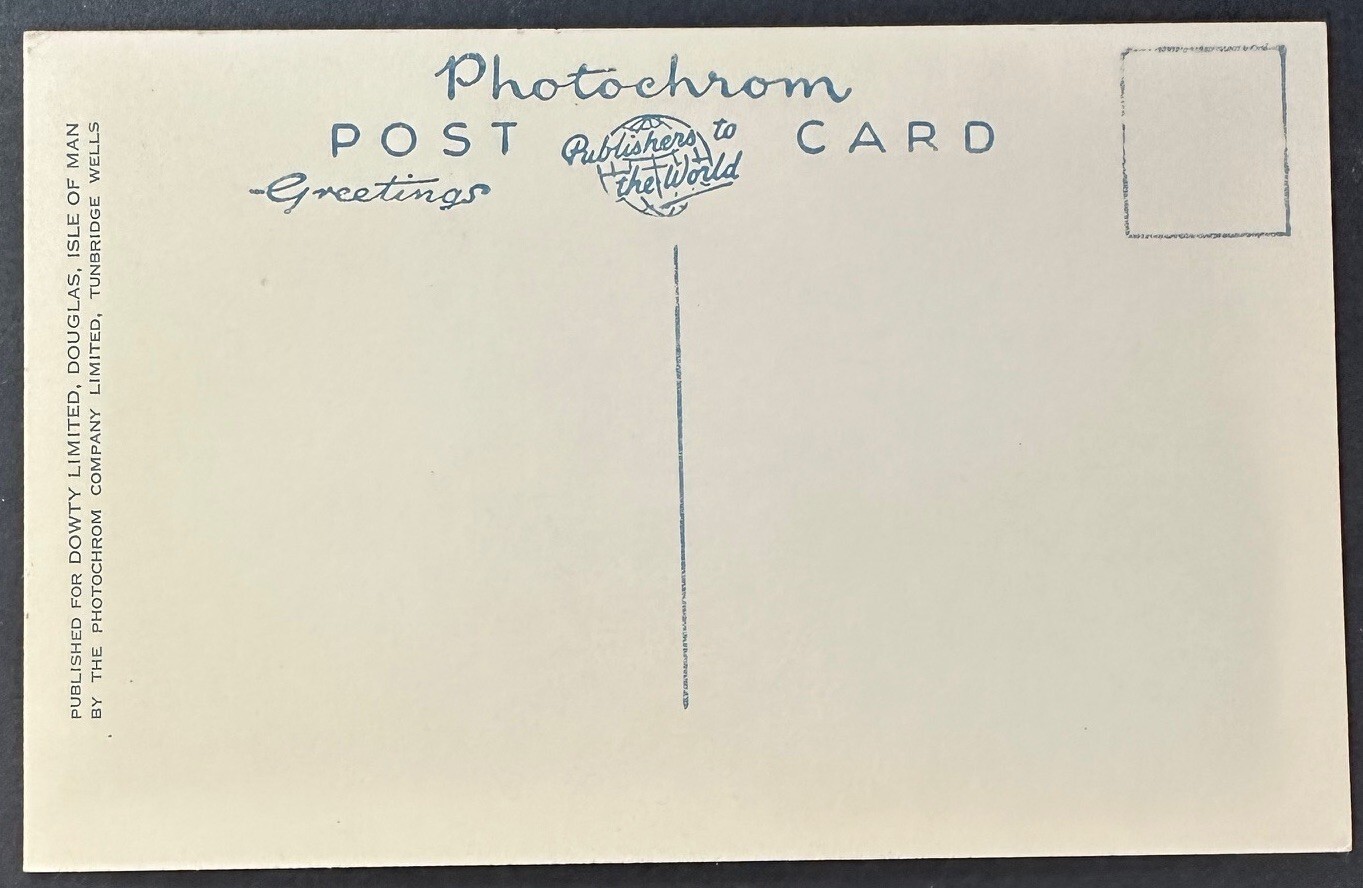 Photochrom
POST CARD
Publishers to
the World
Greetings
PUBLISHED FOR DOWTY LIMITED, DOUGLAS, ISLE OF MAN
BY THE PHOTOCHROM COMPANY LIMITED, TUNBRIDGE WELLS